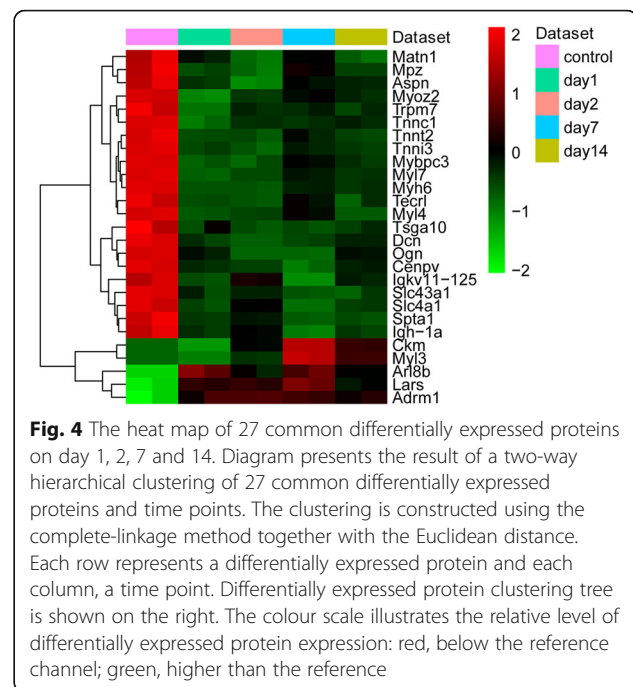 Dataset
Matn1
Mpz
Aspn
Myoz2
Trpm7
Tnnc1
Tnnt2
Tnni3
Mybpc3
Myl7
Myh6
Tecrl
Myl4
Tsga10
Dcn
Ogn
Cenpv
Igkv11-125
Slc43a1
Slc4a1
Spta1
Igh-1a
Ckm
Myl3
Arl8b
Lars
Adrm1
2
1
0
−1
−2
Dataset
control
day1
day2
day7
day14
Fig. 4 The heat map of 27 common differentially expressed proteins
on day 1, 2, 7 and 14. Diagram presents the result of a two-way
hierarchical clustering of 27 common differentially expressed
proteins and time points. The clustering is constructed using the
complete-linkage method together with the Euclidean distance.
Each row represents a differentially expressed protein and each
column, a time point. Differentially expressed protein clustering tree
is shown on the right. The colour scale illustrates the relative level of
differentially expressed protein expression: red, below the reference
channel; green, higher than the reference